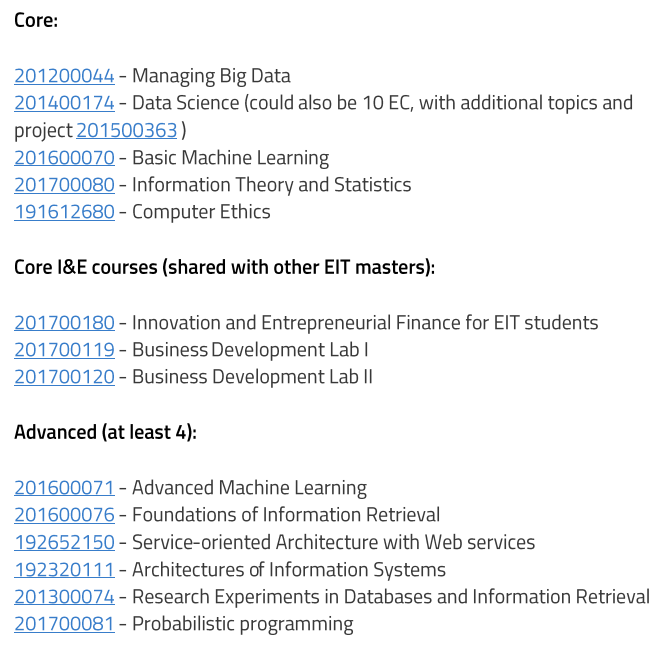 Core:
201200044 - Managing Big Data
201400174 - Data Science (could also be 10 EC, with additional topics and
project 201500363 )
201600070 - Basic Machine Learning
201700080 - Information Theory and Statistics
191612680 - Computer Ethics
Core I&E courses (shared with other EIT masters):
201700180 - Innovation and Entrepreneurial Finance for EIT students
201700119 - Business Development Lab I
201700120 - Business Development Lab II
Advanced (at least 4):
201600071 - Advanced Machine Learning
201600076 - Foundations of Information Retrieval
192652150 - Service-oriented Architecture with Web services
192320111 - Architectures of Information Systems
201300074 - Research Experiments in Databases and Information Retrieval
201700081 - Probabilistic programming